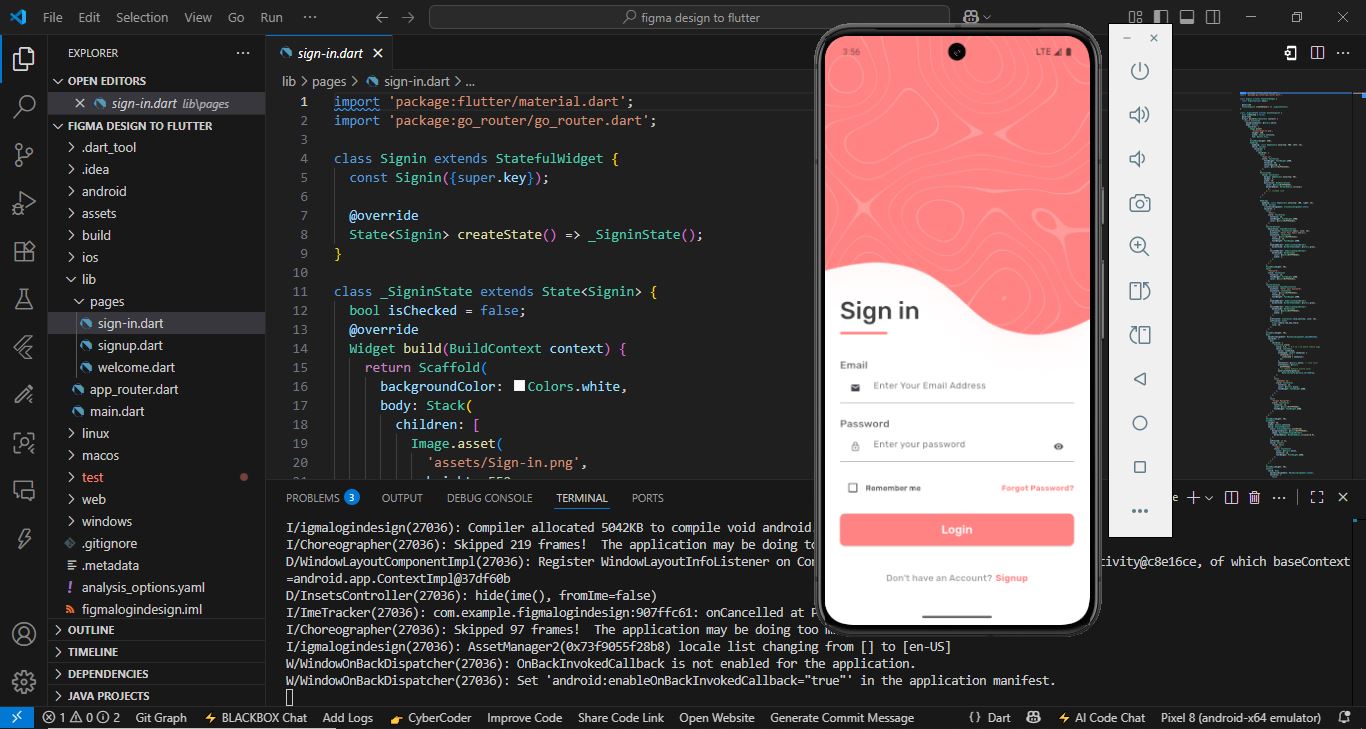 File Edit Selection View Go Run ··· figma design to flutter
EXPLORER ···
OPEN EDITORS
sign-in.dart lib\pages
FIGMA DESIGN TO FLUTTER
.dart_tool
.idea
android
assets
build
ios
lib
pages
sign-in.dart
signup.dart
welcome.dart
app_router.dart
main.dart
linux
macos
test
web
windows
.gitignore
.metadata
analysis_options.yaml
figmalogindesign.iml
OUTLINE
TIMELINE
DEPENDENCIES
JAVA PROJECTS
sign-in.dart
lib > pages > sign-in.dart > ...
1 import 'package:flutter/material.dart';
2 import 'package:go_router/go_router.dart';
3
4 class Signin extends StatefulWidget {
5 const Signin({super.key});
6
7 @override
8 State<Signin> createState() => _SigninState();
9 }
10
11 class _SigninState extends State<Signin> {
12 bool isChecked = false;
13 @override
14 Widget build(BuildContext context) {
15 return Scaffold(
16 backgroundColor: Colors.white,
17 body: Stack(
18 children: [
19 Image.asset(
20 'assets/Sign-in.png',
PROBLEMS 3 OUTPUT DEBUG CONSOLE TERMINAL PORTS
I/igmalogindesign(27036): Compiler allocated 5042KB to compile void android.
I/Choreographer(27036): Skipped 219 frames!  The application may be doing to
D/WindowLayoutComponentImpl(27036): Register WindowLayoutInfoListener on Con tivity@c8e16ce, of which baseContext
=android.app.ContextImpl@37df60b
D/InsetsController(27036): hide(ime(), fromIme=false)
I/ImeTracker(27036): com.example.figmalogindesign:907ffc61: onCancelled at P
I/Choreographer(27036): Skipped 97 frames!  The application may be doing too m
I/igmalogindesign(27036): AssetManager2(0x73f9055f28b8) locale list changing from [] to [en-US]
W/WindowOnBackDispatcher(27036): OnBackInvokedCallback is not enabled for the application.
W/WindowOnBackDispatcher(27036): Set 'android:enableOnBackInvokedCallback="true"' in the application manifest.
3:56 LTE
Sign in
Email
Enter Your Email Address
Password
Enter your password
Remember me Forgot Password?
Login
Don't have an Account? Signup
1 0 2 Git Graph BLACKBOX Chat Add Logs CyberCoder Improve Code Share Code Link Open Website Generate Commit Message {} Dart AI Code Chat Pixel 8 (android-x64 emulator)